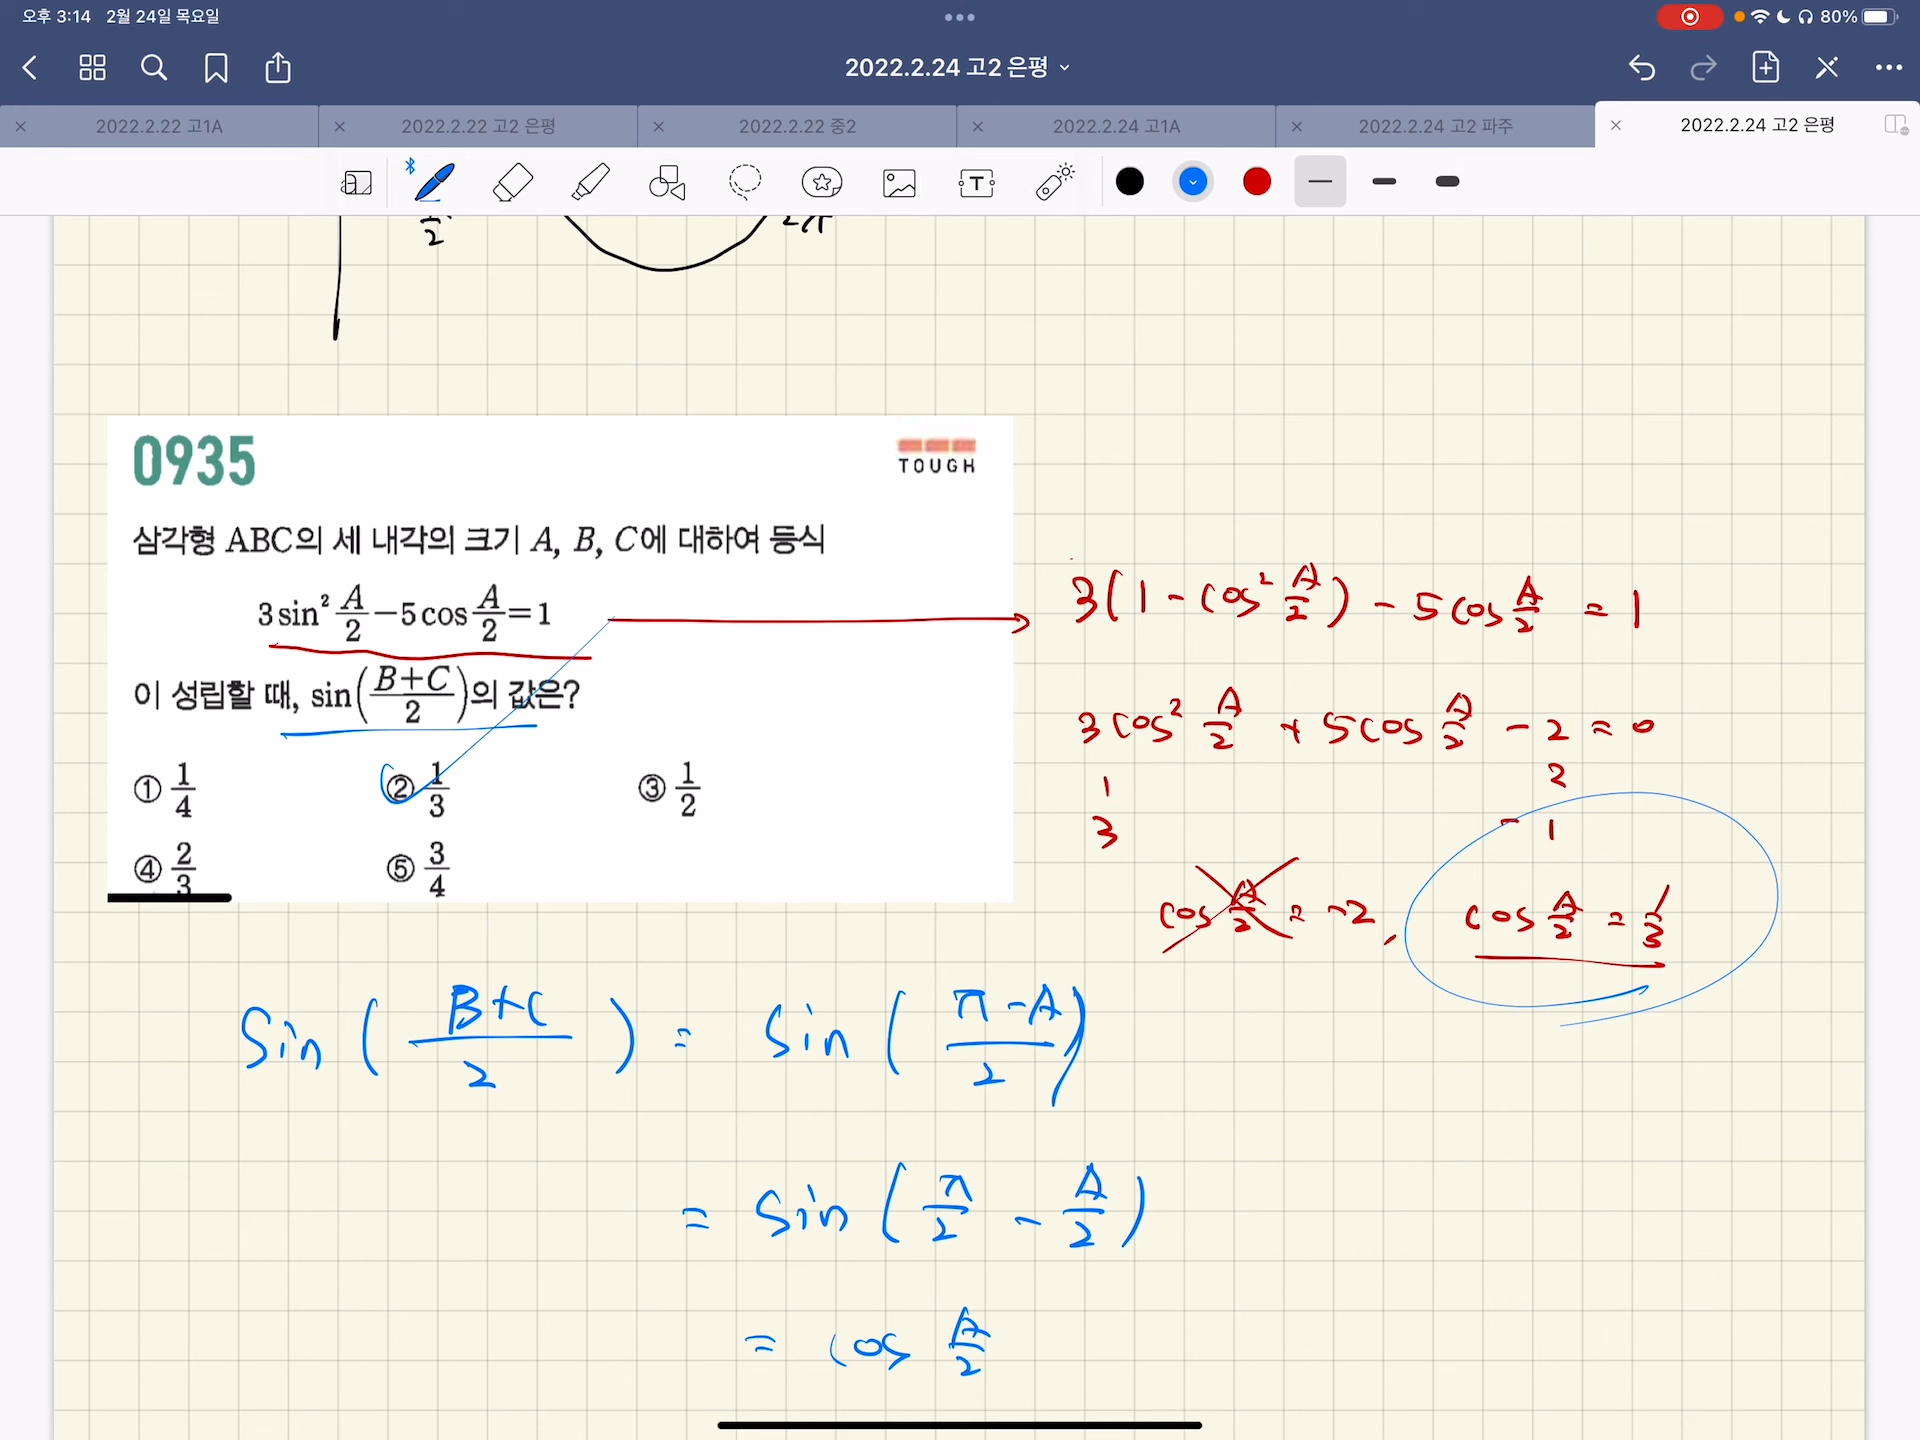 오후 3:14 2월 24일 목요일
80%
2022.2.24 고2 은평
2022.2.22 고1A
2022.2.22 고2 은평
2022.2.22 중2
2022.2.24 고1A
2022.2.24 고2 파주
2022.2.24 고2 은평
π/2
2π
0935
TOUGH
삼각형 ABC의 세 내각의 크기 A, B, C에 대하여 등식
3 sin² A/2 − 5 cos A/2 = 1
이 성립할 때, sin((B+C)/2)의 값은?
① 1/4 ② 1/3 ③ 1/2
④ 2/3 ⑤ 3/4
3(1 - cos² A/2) - 5cos A/2 = 1
3cos² A/2 + 5cos A/2 - 2 = 0
1 2
3 - 1
cos A/2 = -2, cos A/2 = 1/3
Sin ( B+C / 2 ) = Sin ( π-A / 2 )
= Sin ( π/2 - A/2 )
= cos A/2